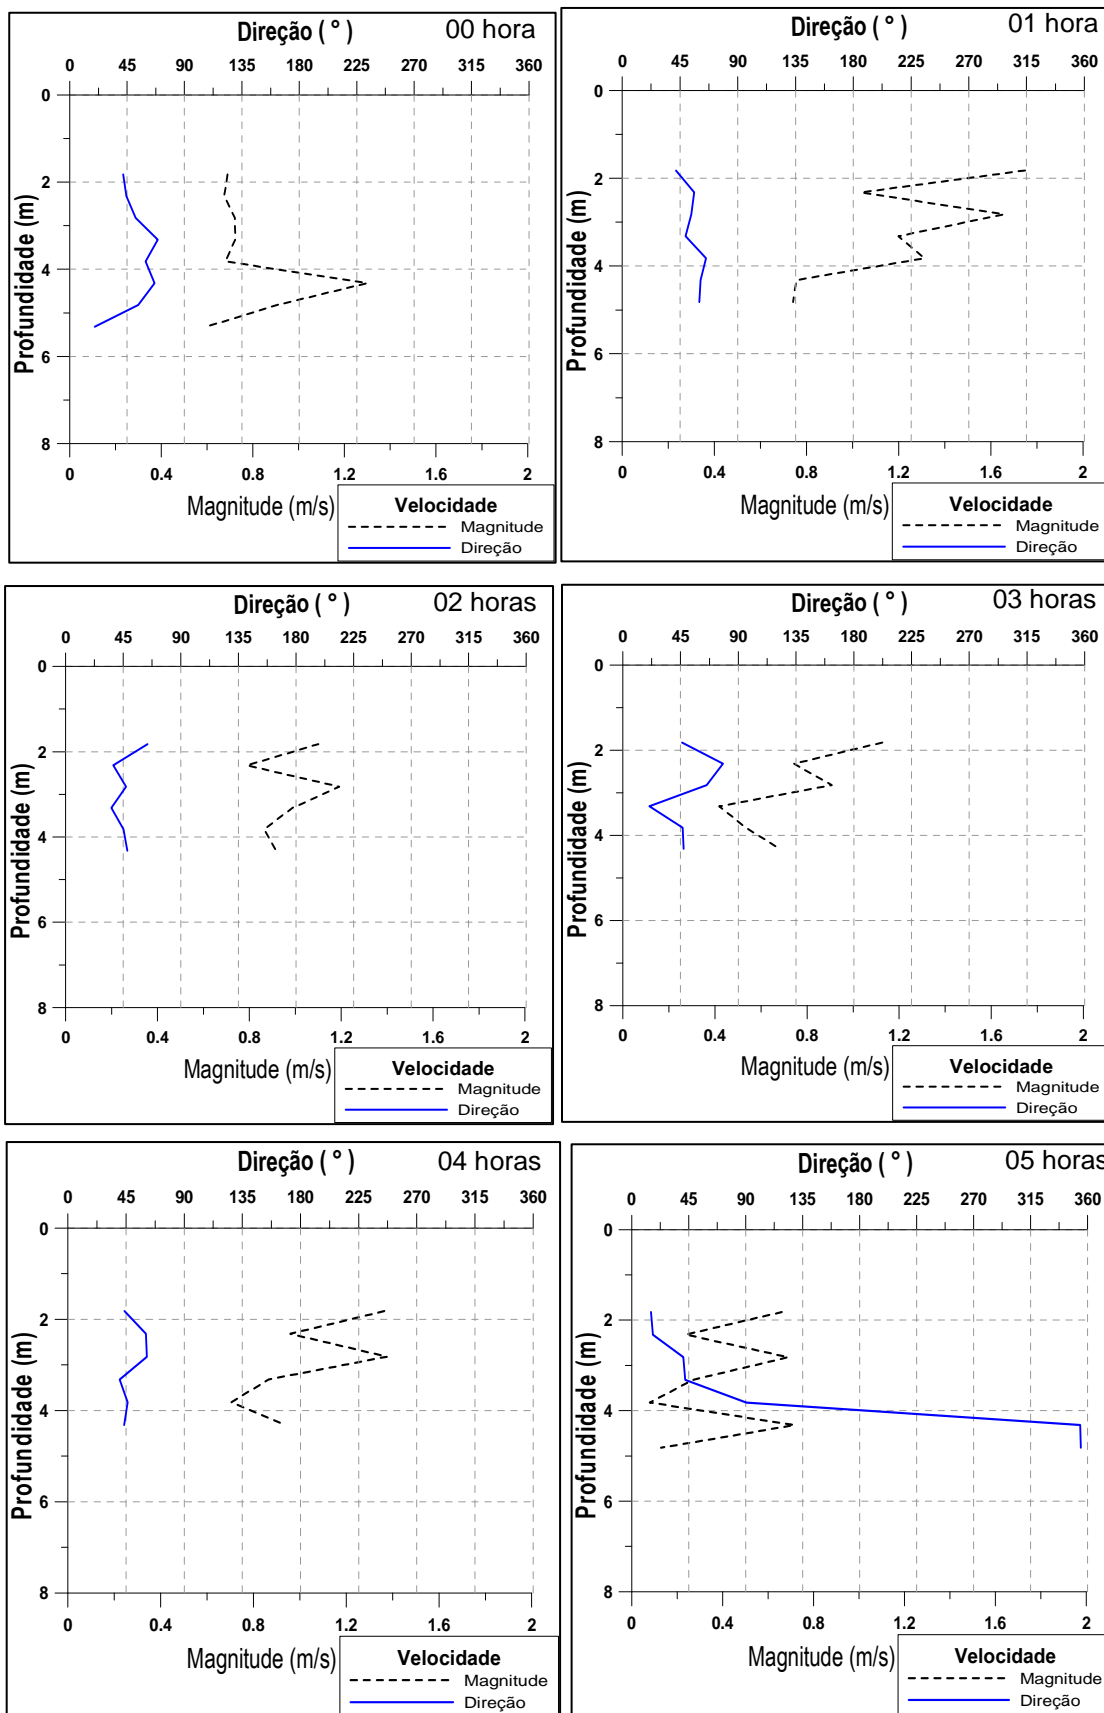 Direção ( ° ) 00 hora
0 45 90 135 180 225 270 315 360
0
2
4
6
8
Profundidade (m)
0 0.4 0.8 1.2 1.6 2
Magnitude (m/s)
Velocidade
Magnitude
Direção
Direção ( ° ) 01 hora
0 45 90 135 180 225 270 315 360
0
2
4
6
8
Profundidade (m)
0 0.4 0.8 1.2 1.6 2
Magnitude (m/s)
Velocidade
Magnitude
Direção
Direção ( ° ) 02 horas
0 45 90 135 180 225 270 315 360
0
2
4
6
8
Profundidade (m)
0 0.4 0.8 1.2 1.6 2
Magnitude (m/s)
Velocidade
Magnitude
Direção
Direção ( ° ) 03 horas
0 45 90 135 180 225 270 315 360
0
2
4
6
8
Profundidade (m)
0 0.4 0.8 1.2 1.6 2
Magnitude (m/s)
Velocidade
Magnitude
Direção
Direção ( ° ) 04 horas
0 45 90 135 180 225 270 315 360
0
2
4
6
8
Profundidade (m)
0 0.4 0.8 1.2 1.6 2
Magnitude (m/s)
Velocidade
Magnitude
Direção
Direção ( ° ) 05 horas
0 45 90 135 180 225 270 315 360
0
2
4
6
8
Profundidade (m)
0 0.4 0.8 1.2 1.6 2
Magnitude (m/s)
Velocidade
Magnitude
Direção